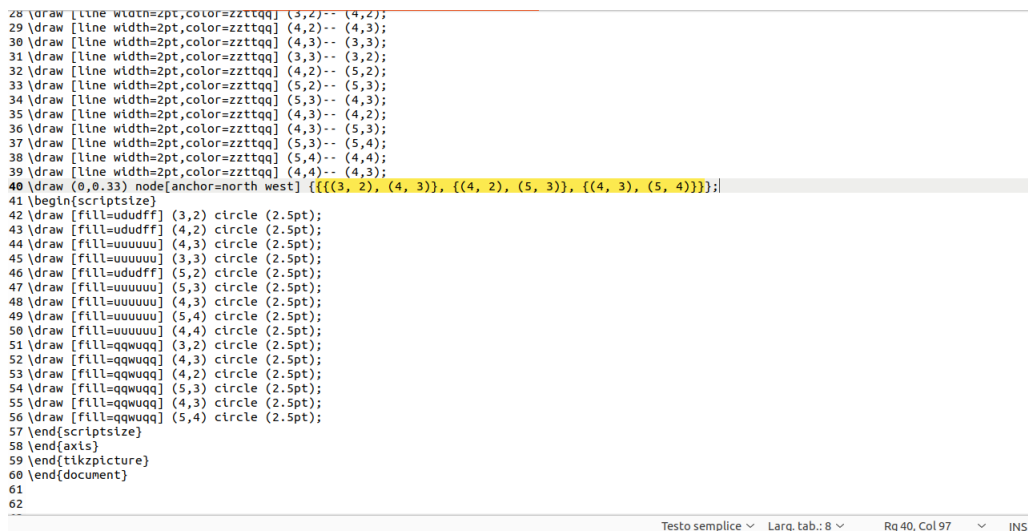 28 \draw [line width=2pt,color=zzttqq] (3,2)-- (4,2);
29 \draw [line width=2pt,color=zzttqq] (4,2)-- (4,3);
30 \draw [line width=2pt,color=zzttqq] (4,3)-- (3,3);
31 \draw [line width=2pt,color=zzttqq] (3,3)-- (3,2);
32 \draw [line width=2pt,color=zzttqq] (4,2)-- (5,2);
33 \draw [line width=2pt,color=zzttqq] (5,2)-- (5,3);
34 \draw [line width=2pt,color=zzttqq] (5,3)-- (4,3);
35 \draw [line width=2pt,color=zzttqq] (4,3)-- (4,2);
36 \draw [line width=2pt,color=zzttqq] (4,3)-- (5,3);
37 \draw [line width=2pt,color=zzttqq] (5,3)-- (5,4);
38 \draw [line width=2pt,color=zzttqq] (5,4)-- (4,4);
39 \draw [line width=2pt,color=zzttqq] (4,4)-- (4,3);
40 \draw (0,0.33) node[anchor=north west] {{{(3, 2), (4, 3)}, {(4, 2), (5, 3)}, {(4, 3), (5, 4)}}};
41 \begin{scriptsize}
42 \draw [fill=ududff] (3,2) circle (2.5pt);
43 \draw [fill=ududff] (4,2) circle (2.5pt);
44 \draw [fill=uuuuuu] (4,3) circle (2.5pt);
45 \draw [fill=uuuuuu] (3,3) circle (2.5pt);
46 \draw [fill=ududff] (5,2) circle (2.5pt);
47 \draw [fill=uuuuuu] (5,3) circle (2.5pt);
48 \draw [fill=uuuuuu] (4,3) circle (2.5pt);
49 \draw [fill=uuuuuu] (5,4) circle (2.5pt);
50 \draw [fill=uuuuuu] (4,4) circle (2.5pt);
51 \draw [fill=qqwuqq] (3,2) circle (2.5pt);
52 \draw [fill=qqwuqq] (4,3) circle (2.5pt);
53 \draw [fill=qqwuqq] (4,2) circle (2.5pt);
54 \draw [fill=qqwuqq] (5,3) circle (2.5pt);
55 \draw [fill=qqwuqq] (4,3) circle (2.5pt);
56 \draw [fill=qqwuqq] (5,4) circle (2.5pt);
57 \end{scriptsize}
58 \end{axis}
59 \end{tikzpicture}
60 \end{document}
61
62
Testo semplice Larg. tab.: 8 Rg 40, Col 97 INS